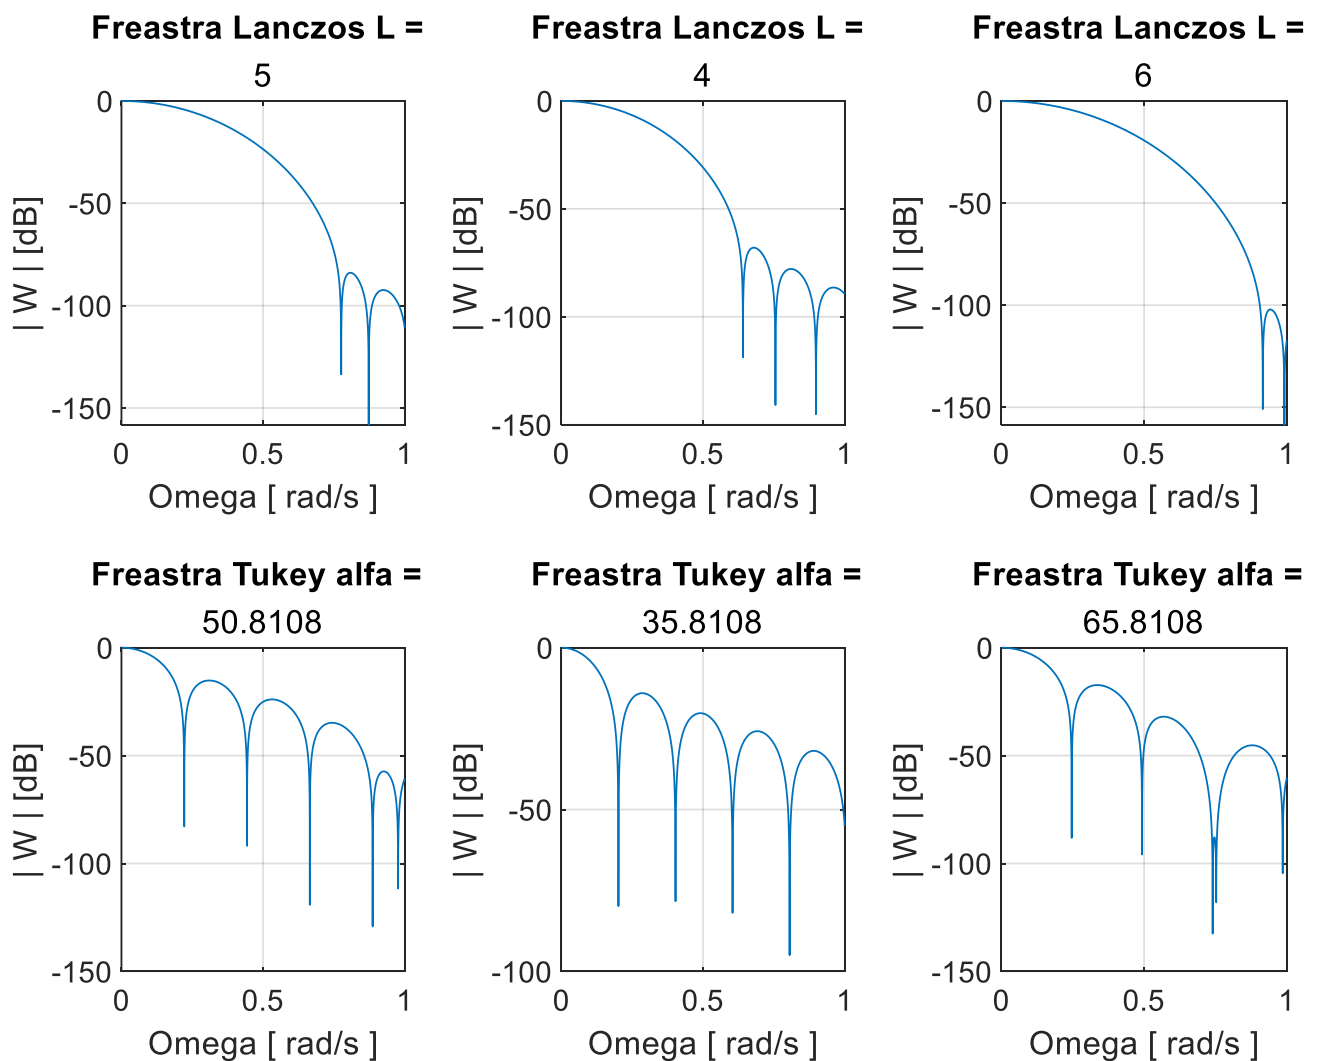 Freastra Lanczos L =
5
0
-50
-100
-150
| W | [dB]
0
0.5
1
Omega [ rad/s ]
Freastra Lanczos L =
4
0
-50
-100
-150
| W | [dB]
0
0.5
1
Omega [ rad/s ]
Freastra Lanczos L =
6
0
-50
-100
-150
| W | [dB]
0
0.5
1
Omega [ rad/s ]
Freastra Tukey alfa =
50.8108
0
-50
-100
-150
| W | [dB]
0
0.5
1
Omega [ rad/s ]
Freastra Tukey alfa =
35.8108
0
-50
-100
| W | [dB]
0
0.5
1
Omega [ rad/s ]
Freastra Tukey alfa =
65.8108
0
-50
-100
-150
| W | [dB]
0
0.5
1
Omega [ rad/s ]